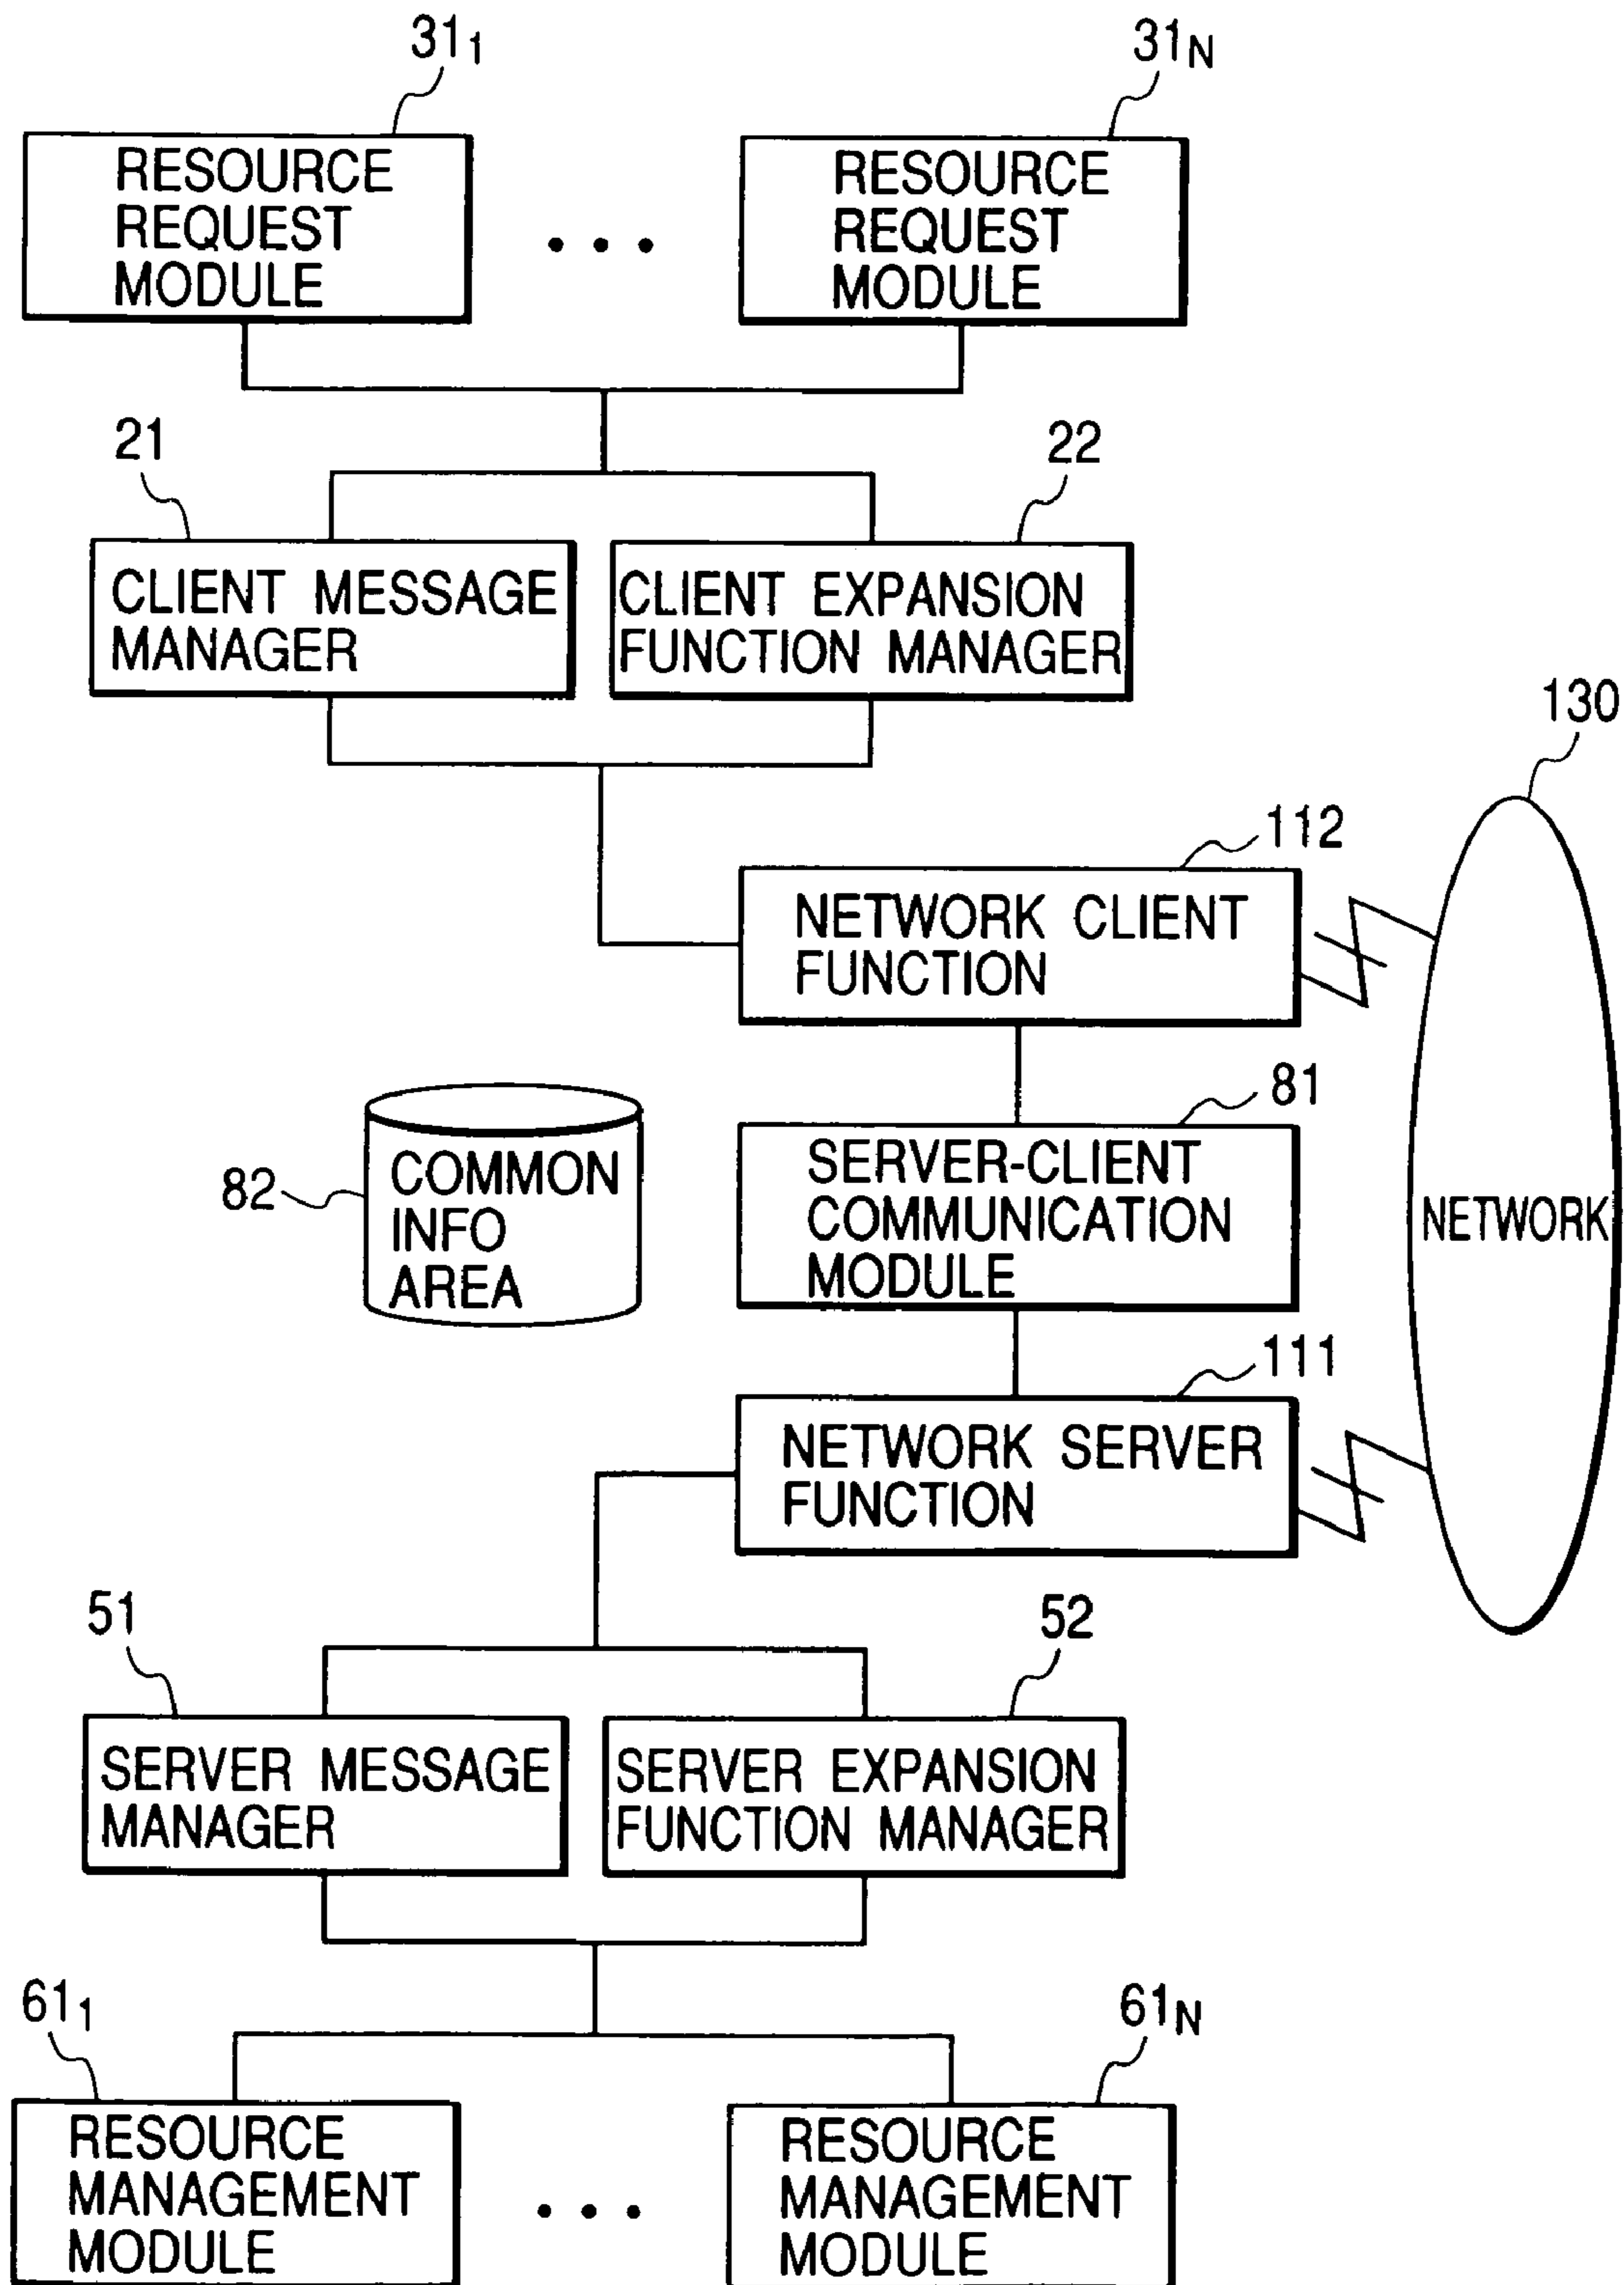 31₁
31N
RESOURCE
REQUEST
MODULE
RESOURCE
REQUEST
MODULE
21
22
CLIENT MESSAGE
MANAGER
CLIENT EXPANSION
FUNCTION MANAGER
130
112
NETWORK CLIENT
FUNCTION
81
82
COMMON
INFO
AREA
SERVER-CLIENT
COMMUNICATION
MODULE
NETWORK
111
NETWORK SERVER
FUNCTION
51
52
SERVER MESSAGE
MANAGER
SERVER EXPANSION
FUNCTION MANAGER
61₁
61N
RESOURCE
MANAGEMENT
MODULE
RESOURCE
MANAGEMENT
MODULE